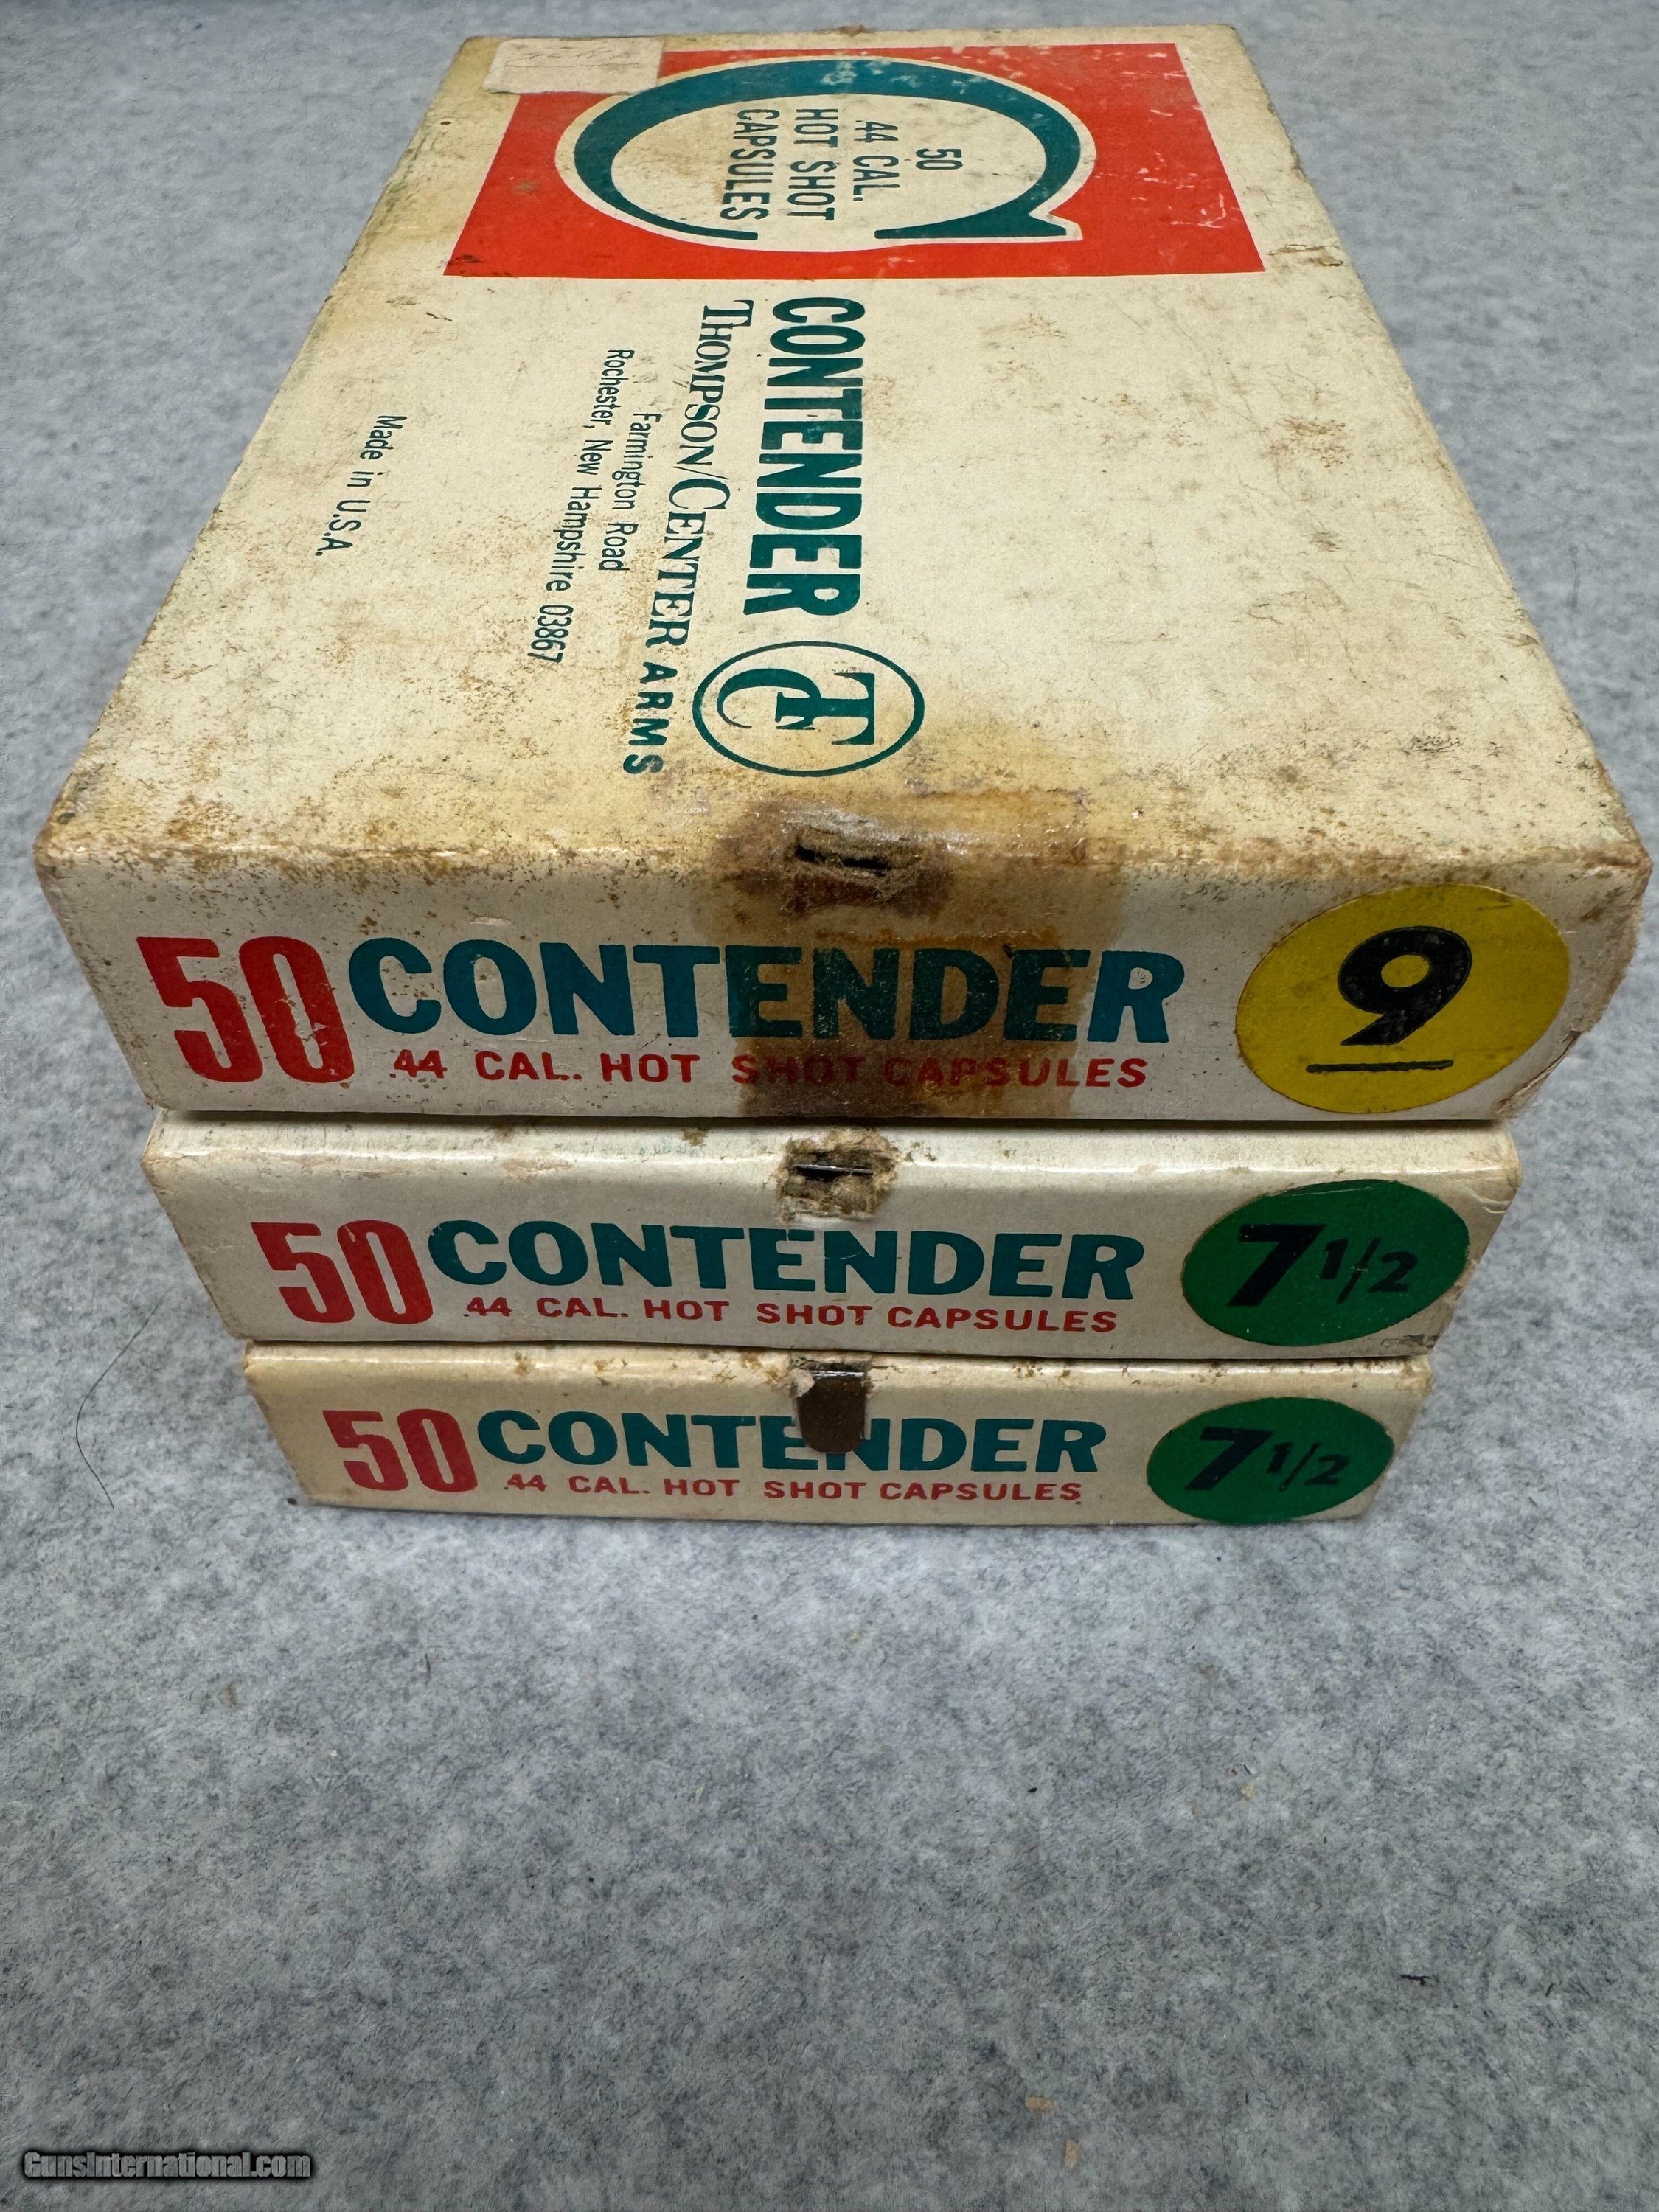 50
.44 CAL.
HOT SHOT
CAPSULES
CONTENDER TC
THOMPSON/CENTER ARMS
Farmington Road
Rochester, New Hampshire 03867
Made in U.S.A.
50 CONTENDER 9
.44 CAL. HOT SHOT CAPSULES
50 CONTENDER 7 1/2
.44 CAL. HOT SHOT CAPSULES
50 CONTENDER 7 1/2
.44 CAL. HOT SHOT CAPSULES
GunsInternational.com